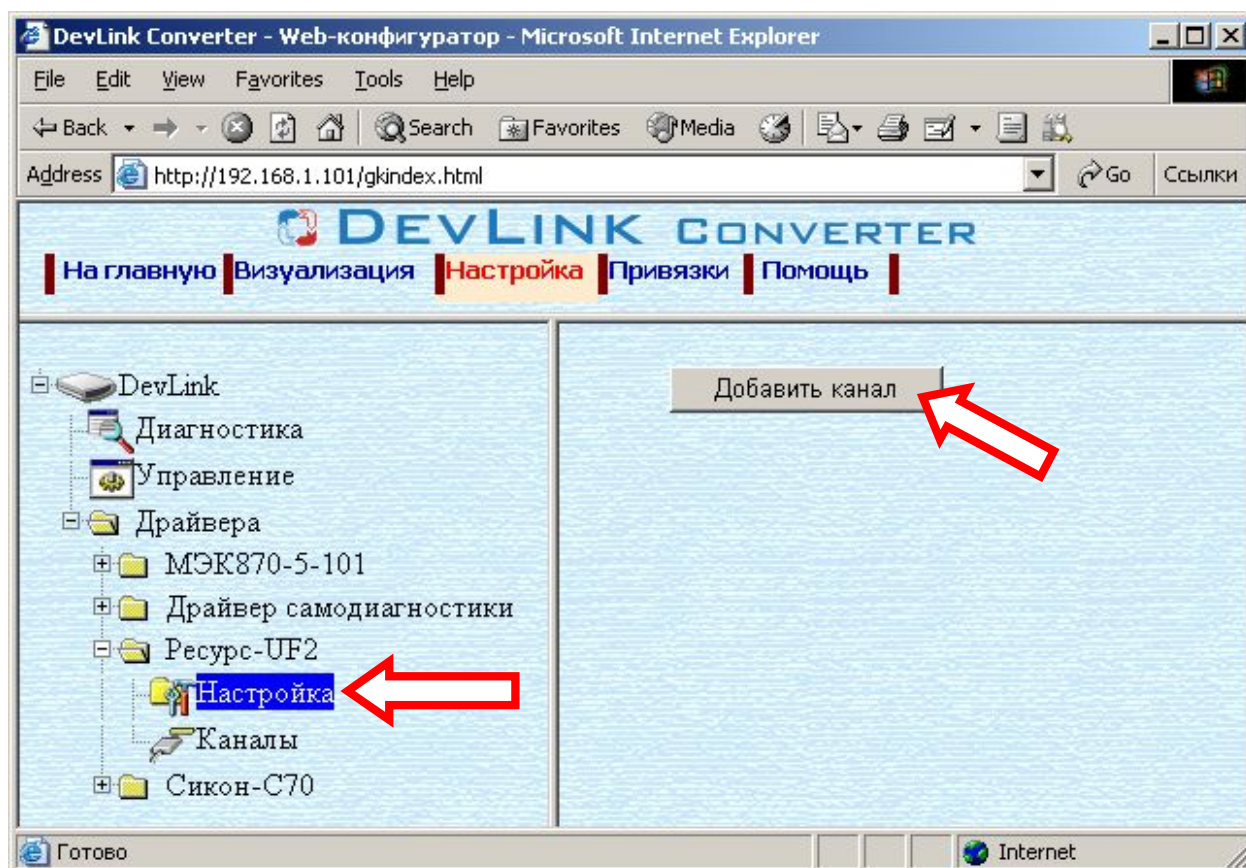 DevLink Converter - Web-конфигуратор - Microsoft Internet Explorer
File Edit View Favorites Tools Help
Back Search Favorites Media
Address http://192.168.1.101/gkindex.html Go Ссылки
DEVLINK CONVERTER
На главную Визуализация Настройка Привязки Помощь
DevLink
Добавить канал
Диагностика
Управление
Драйвера
МЭК870-5-101
Драйвер самодиагностики
Ресурс-UF2
Настройка
Каналы
Сикон-С70
Готово Internet